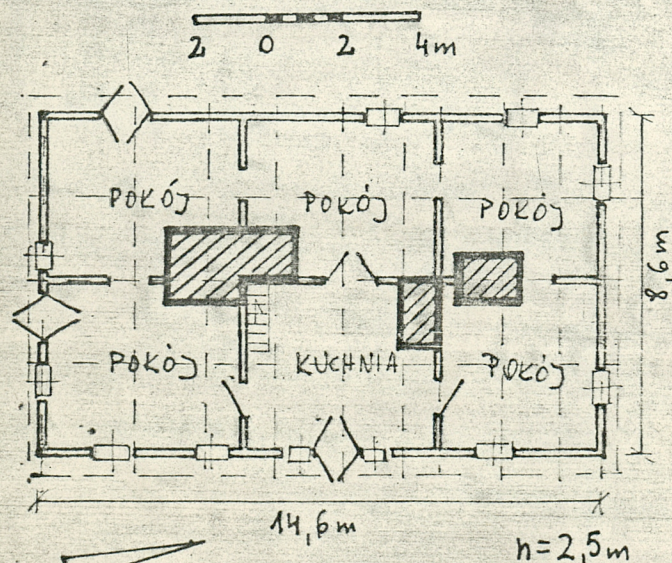 2 0 2 4m
POKÓJ POKÓJ POKÓJ
8,6m
POKÓJ KUCHNIA POKÓJ
14,6m
h=2,5m